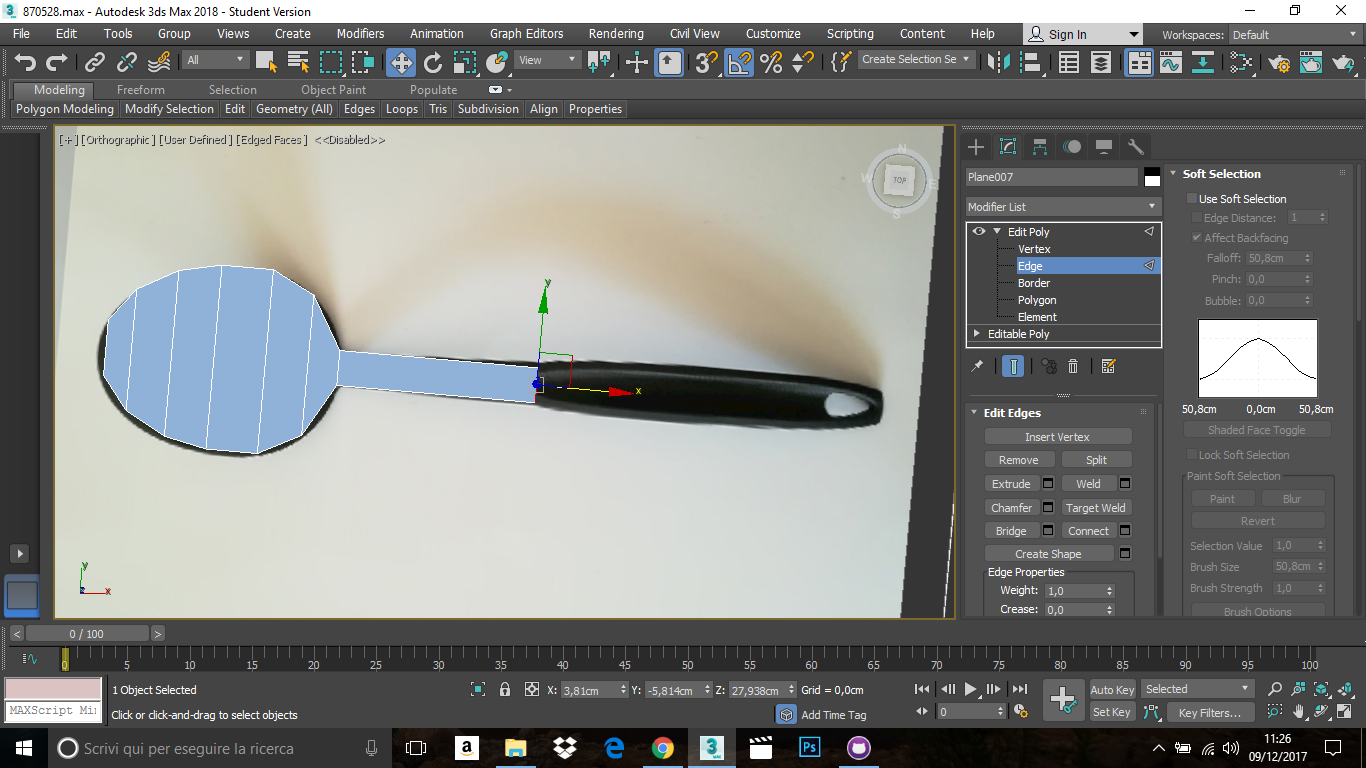 870528.max - Autodesk 3ds Max 2018 - Student Version
File Edit Tools Group Views Create Modifiers Animation Graph Editors Rendering Civil View Customize Scripting Content Help Sign In Workspaces: Default
All View Create Selection Se
Modeling Freeform Selection Object Paint Populate
Polygon Modeling Modify Selection Edit Geometry (All) Edges Loops Tris Subdivision Align Properties
[+] [Orthographic] [User Defined] [Edged Faces] <<Disabled>>
N
W TOP E
S
y
x
y
x
Plane007
Modifier List
Edit Poly
Vertex
Edge
Border
Polygon
Element
Editable Poly
Edit Edges
Insert Vertex
Remove Split
Extrude Weld
Chamfer Target Weld
Bridge Connect
Create Shape
Edge Properties
Weight: 1,0
Crease: 0,0
Soft Selection
Use Soft Selection
Edge Distance: 1
Affect Backfacing
Falloff: 50,8cm
Pinch: 0,0
Bubble: 0,0
50,8cm 0,0cm 50,8cm
Shaded Face Toggle
Lock Soft Selection
Paint Soft Selection
Paint Blur
Revert
Selection Value 1,0
Brush Size 50,8cm
Brush Strength 1,0
Brush Options
< 0 / 100 >
0 5 10 15 20 25 30 35 40 45 50 55 60 65 70 75 80 85 90 95 100
1 Object Selected X: 3,81cm Y: -5,814cm Z: 27,938cm Grid = 0,0cm Auto Key Selected
MAXScript Mi
Click or click-and-drag to select objects Add Time Tag 0 Set Key Key Filters...
Scrivi qui per eseguire la ricerca
a
3
MAX
Ps
11:26
09/12/2017